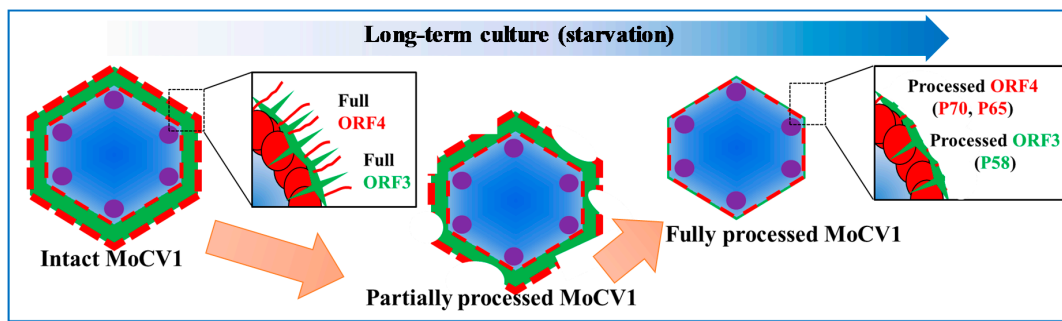 Long-term culture (starvation)
Full
ORF4
Full
ORF3
Processed ORF4
(P70, P65)
Processed ORF3
(P58)
Intact MoCV1
Partially processed MoCV1
Fully processed MoCV1